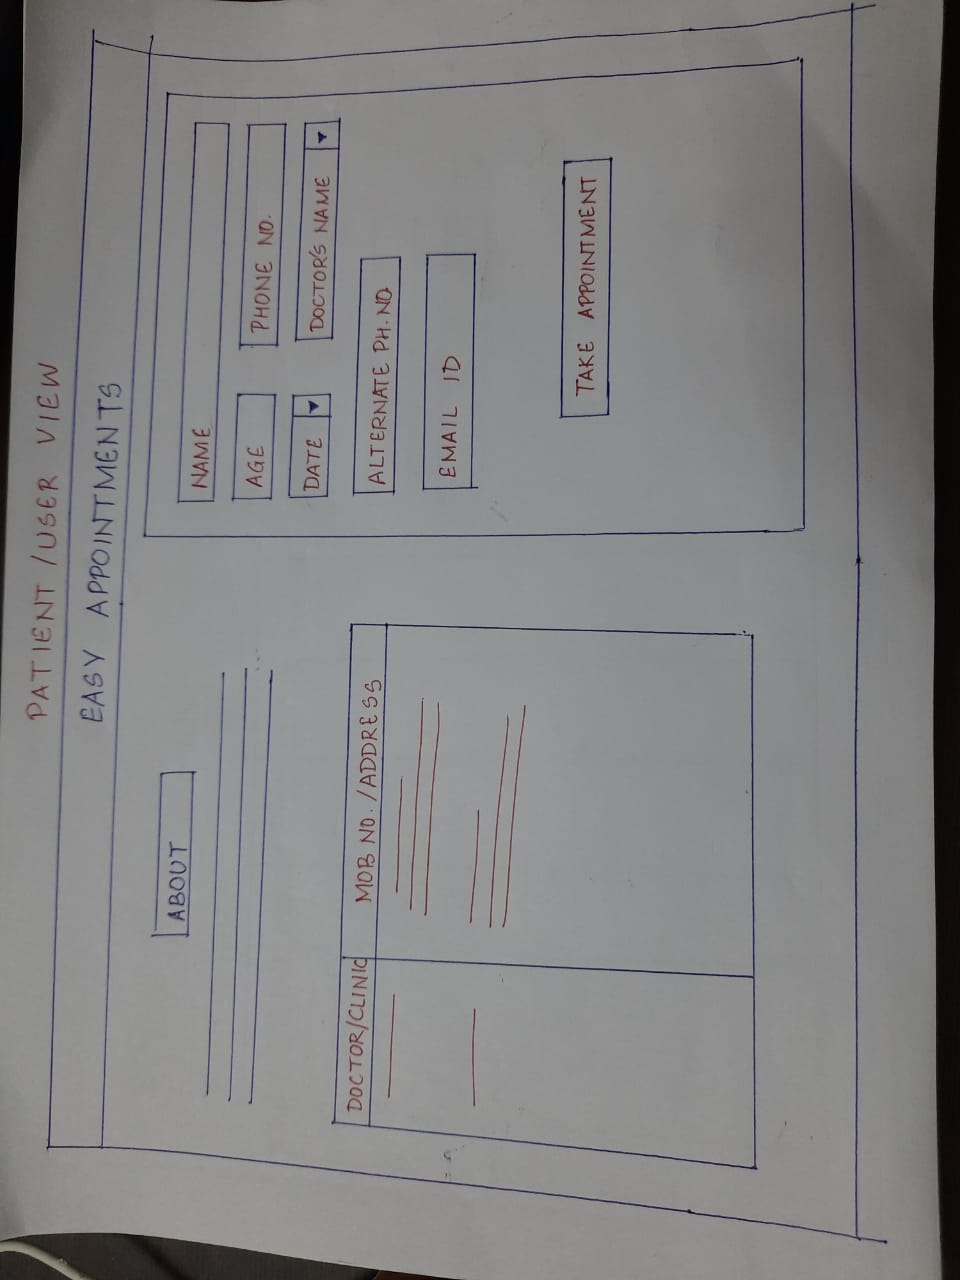 PATIENT / USER VIEW
EASY APPOINTMENTS
ABOUT
DOCTOR/CLINIC MOB NO. / ADDRESS
NAME
AGE PHONE NO.
DATE DOCTOR'S NAME
ALTERNATE PH. NO.
EMAIL ID
TAKE APPOINTMENT